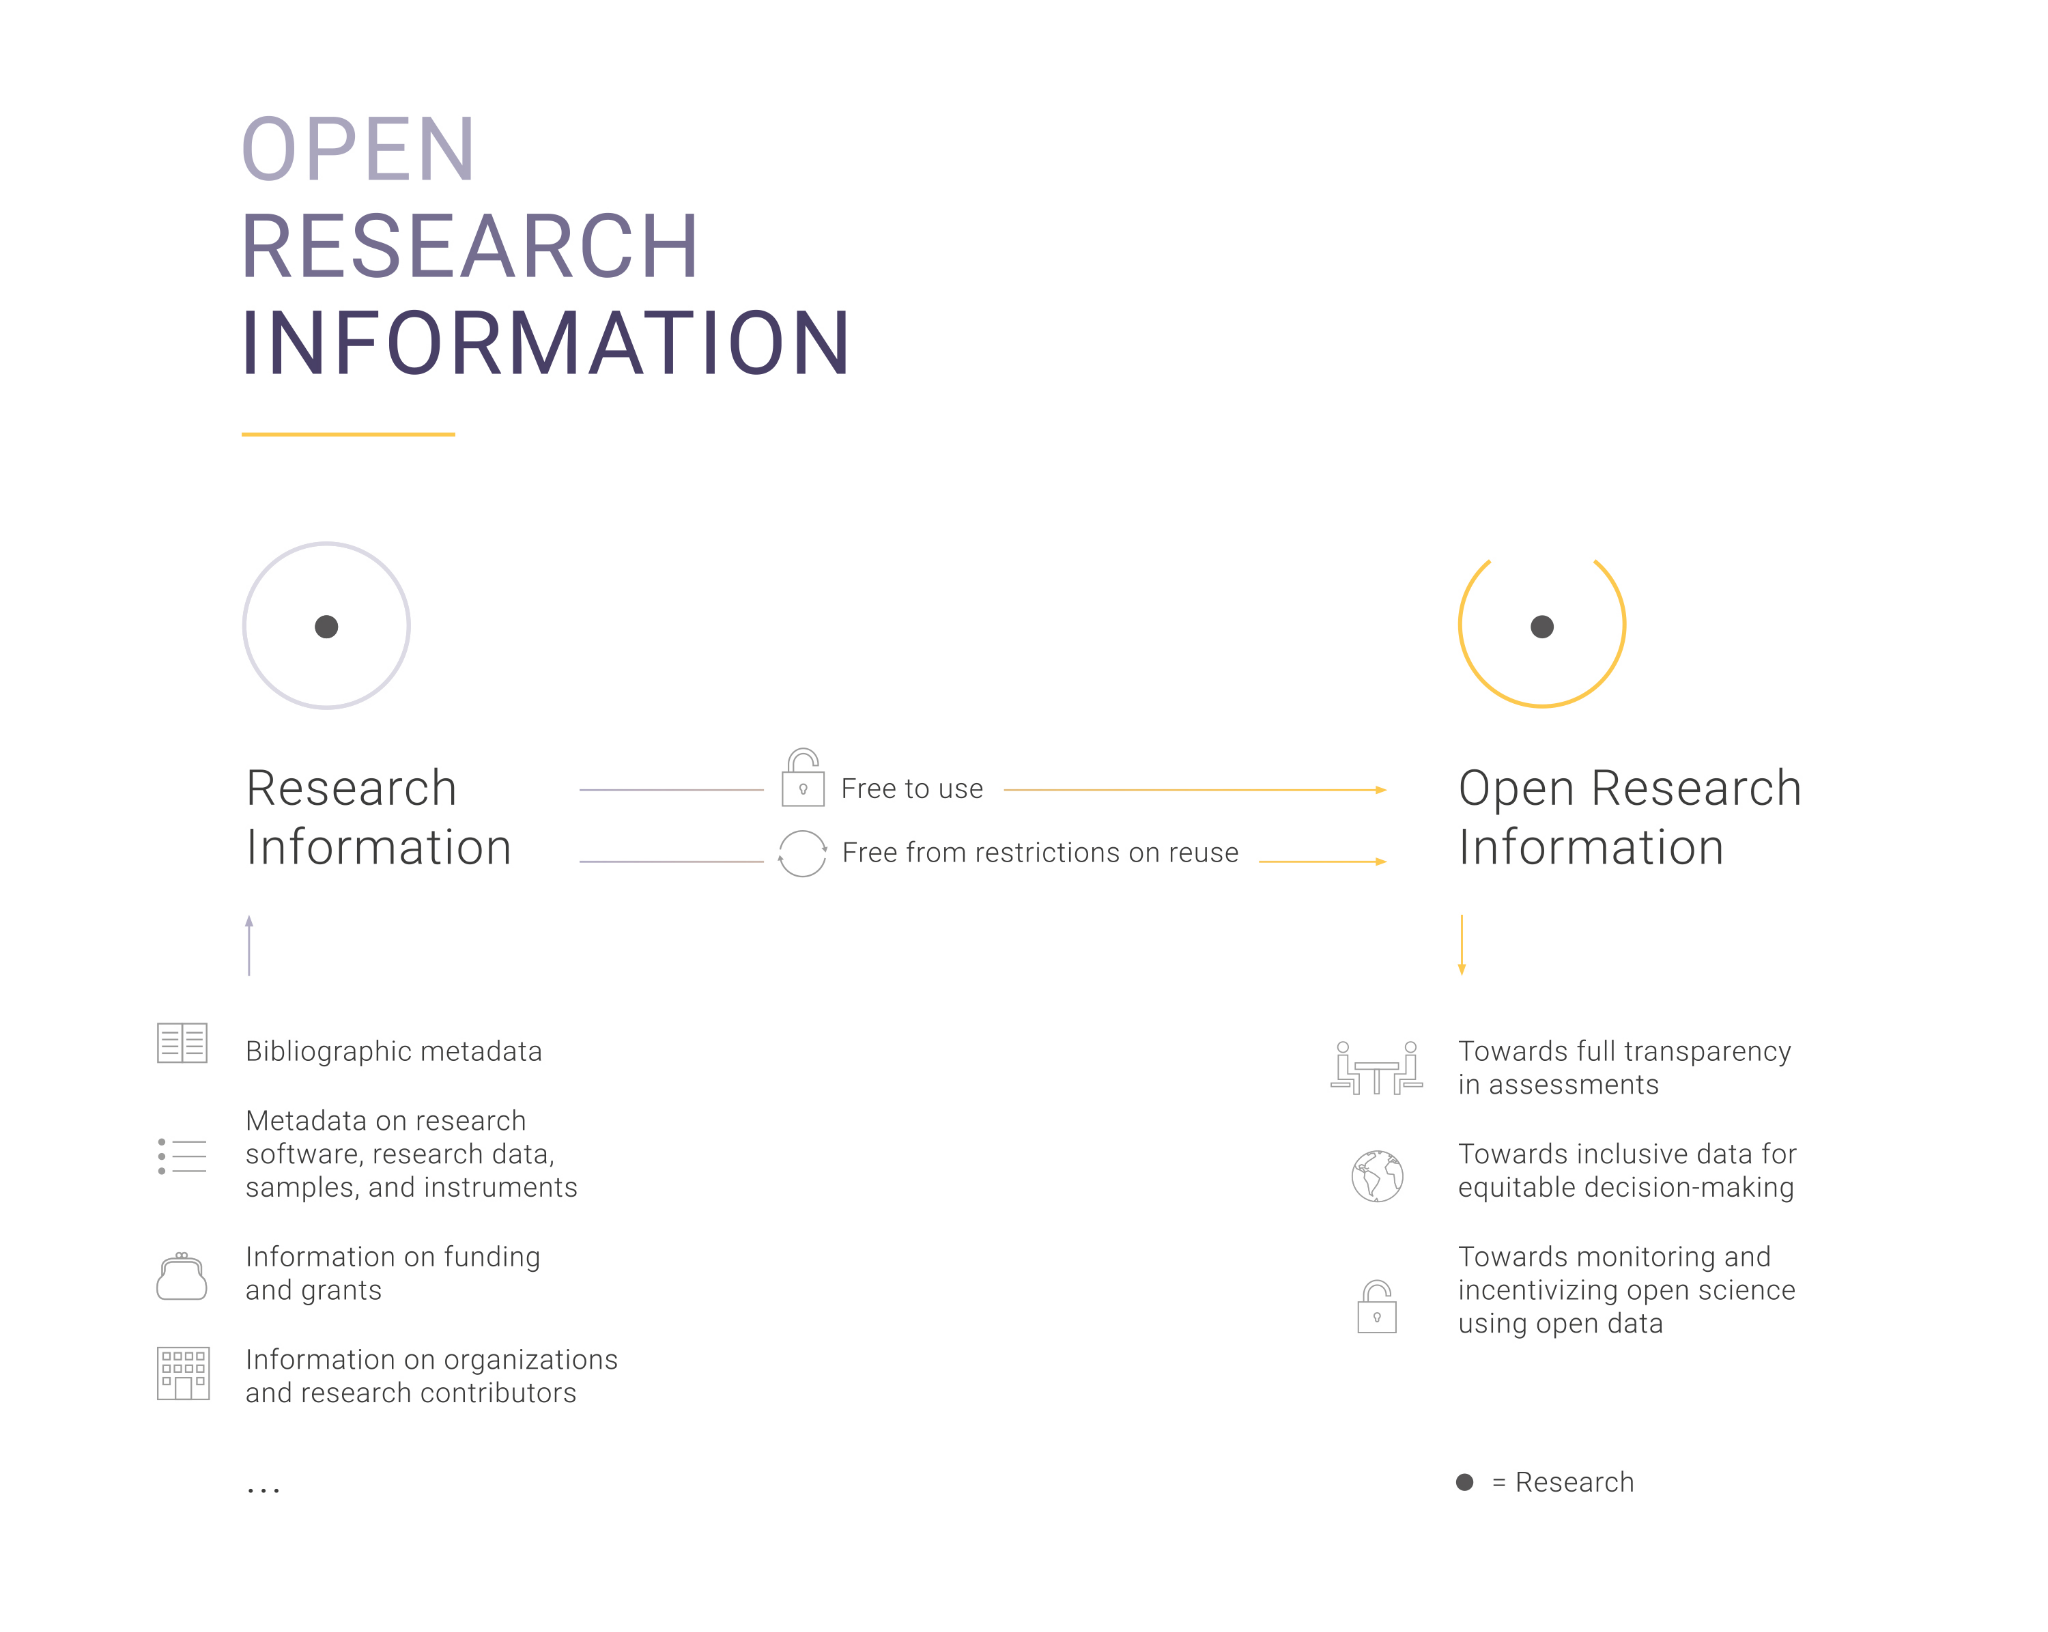 OPEN
RESEARCH
INFORMATION
Research
Information
Free to use
Free from restrictions on reuse
Open Research
Information
Bibliographic metadata
Metadata on research
software, research data,
samples, and instruments
Information on funding
and grants
Information on organizations
and research contributors
...
Towards full transparency
in assessments
Towards inclusive data for
equitable decision-making
Towards monitoring and
incentivizing open science
using open data
= Research